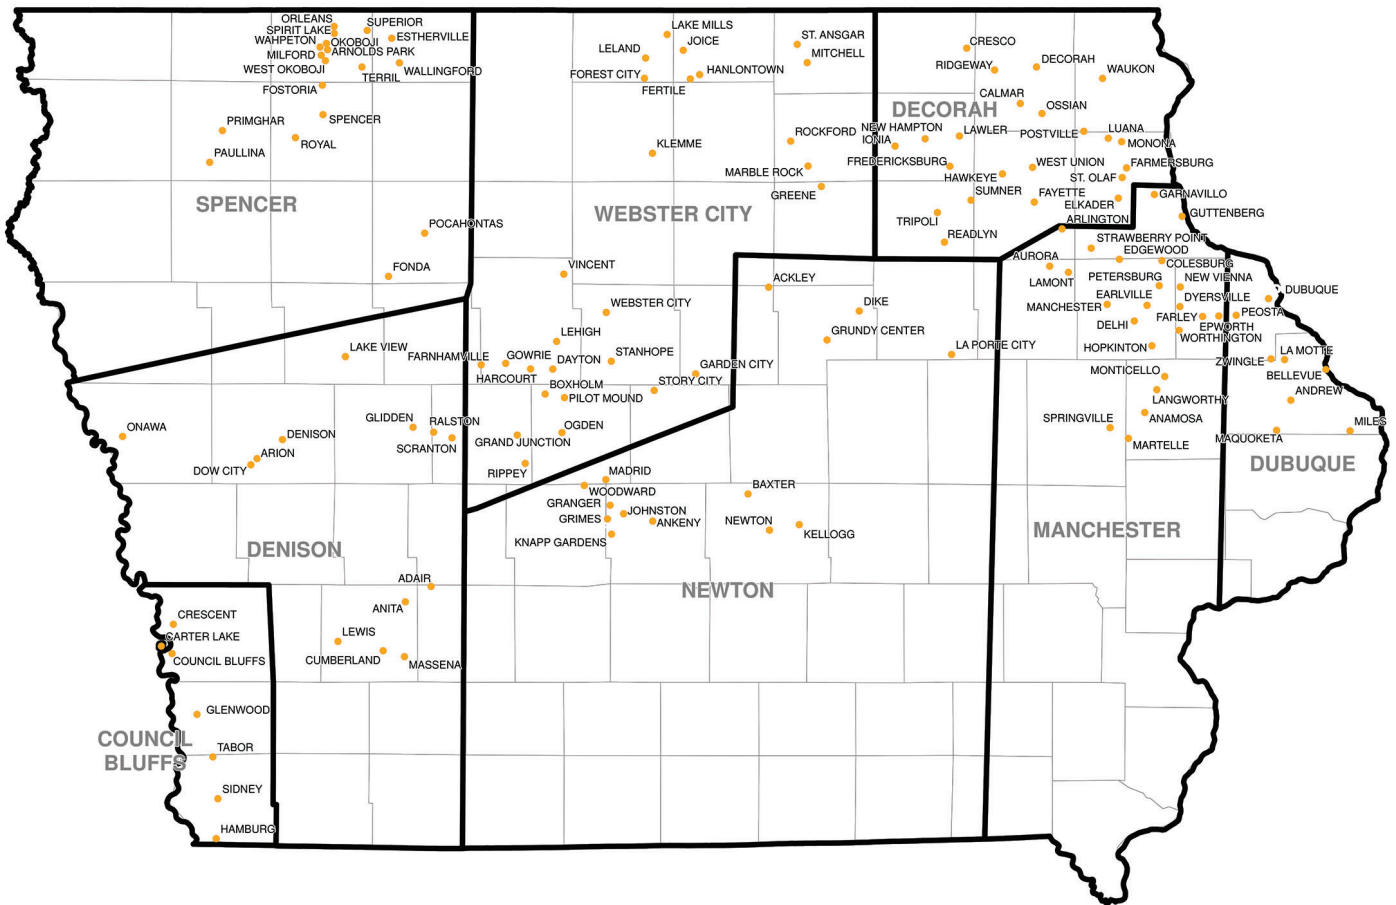 ORLEANS
SUPERIOR
SPIRIT LAKE
ESTHERVILLE
WAHPETON
OKOBOJI
ARNOLDS PARK
MILFORD
WEST OKOBOJI
TERRIL
WALLINGFORD
FOSTORIA
PRIMGHAR
SPENCER
ROYAL
PAULLINA
SPENCER
POCAHONTAS
FONDA
LAKE MILLS
JOICE
LELAND
FOREST CITY
HANLONTOWN
FERTILE
ST. ANSGAR
MITCHELL
KLEMME
ROCKFORD
MARBLE ROCK
GREENE
WEBSTER CITY
VINCENT
WEBSTER CITY
LEHIGH
FARNHAMVILLE
GOWRIE
DAYTON
STANHOPE
HARCOURT
BOXHOLM
GARDEN CITY
STORY CITY
PILOT MOUND
OGDEN
GRAND JUNCTION
RIPPEY
CRESCO
RIDGEWAY
DECORAH
WAUKON
CALMAR
DECORAH
OSSIAN
NEW HAMPTON
IONIA
LAWLER
POSTVILLE
LUANA
MONONA
FREDERICKSBURG
HAWKEYE
WEST UNION
FARMERSBURG
ST. OLAF
SUMNER
FAYETTE
ELKADER
GARNAVILLO
TRIPOLI
ARLINGTON
GUTTENBERG
READLYN
STRAWBERRY POINT
EDGEWOOD
AURORA
COLESBURG
LAMONT
PETERSBURG
NEW VIENNA
EARLVILLE
DYERSVILLE
DUBUQUE
MANCHESTER
FARLEY
PEOSTA
DELHI
EPWORTH
WORTHINGTON
HOPKINTON
ZWINGLE
LA MOTTE
MONTICELLO
BELLEVUE
LANGWORTHY
ANDREW
SPRINGVILLE
ANAMOSA
MILES
MARTELLE
MAQUOKETA
DUBUQUE
MANCHESTER
ACKLEY
DIKE
GRUNDY CENTER
LA PORTE CITY
MADRID
WOODWARD
BAXTER
GRANGER
JOHNSTON
GRIMES
ANKENY
NEWTON
KELLOGG
KNAPP GARDENS
NEWTON
LAKE VIEW
ONAWA
GLIDDEN
RALSTON
DENISON
SCRANTON
ARION
DOW CITY
DENISON
ADAIR
ANITA
LEWIS
CUMBERLAND
MASSENA
CRESCENT
CARTER LAKE
COUNCIL BLUFFS
GLENWOOD
COUNCIL
BLUFFS
TABOR
SIDNEY
HAMBURG